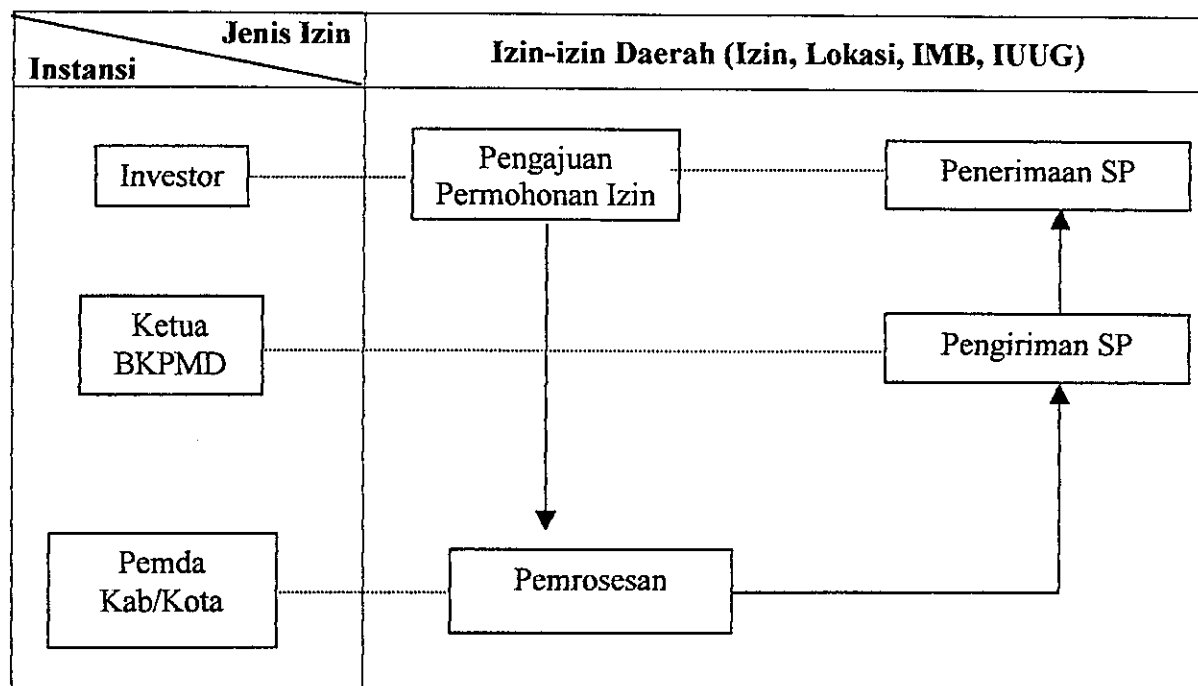 Jenis Izin
Instansi
Izin-izin Daerah (Izin, Lokasi, IMB, IUUG)
Investor
Pengajuan
Permohonan Izin
Penerimaan SP
Ketua
BKPMD
Pengiriman SP
Pemda
Kab/Kota
Pemrosesan